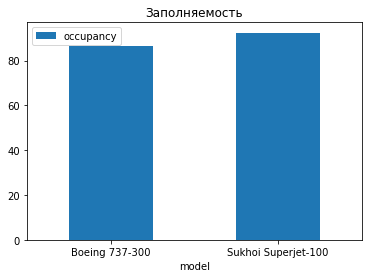 Заполняемость
occupancy
80
60
40
20
0
Boeing 737-300
Sukhoi Superjet-100
model